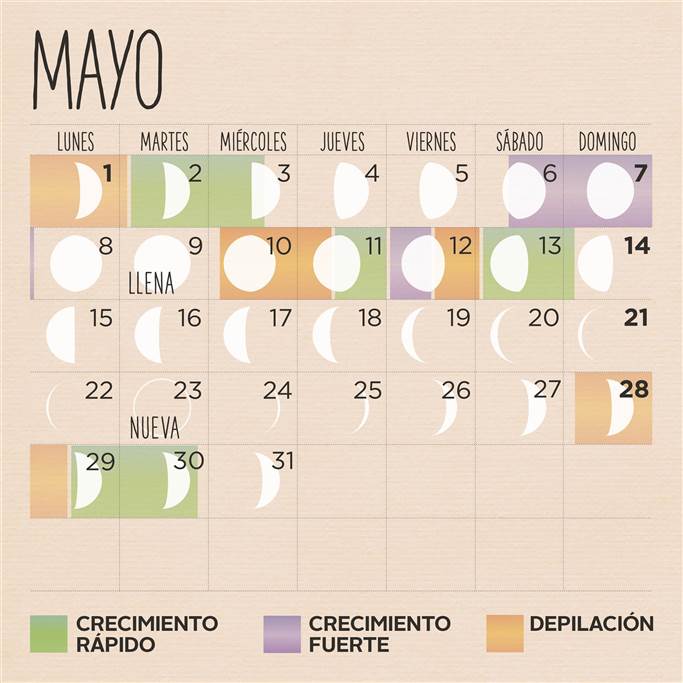 MAYO
LUNES MARTES MIÉRCOLES JUEVES VIERNES SÁBADO DOMINGO
1 2 3 4 5 6 7
8 9 10 11 12 13 14
LLENA
15 16 17 18 19 20 21
22 23 24 25 26 27 28
NUEVA
29 30 31
CRECIMIENTO RÁPIDO
CRECIMIENTO FUERTE
DEPILACIÓN